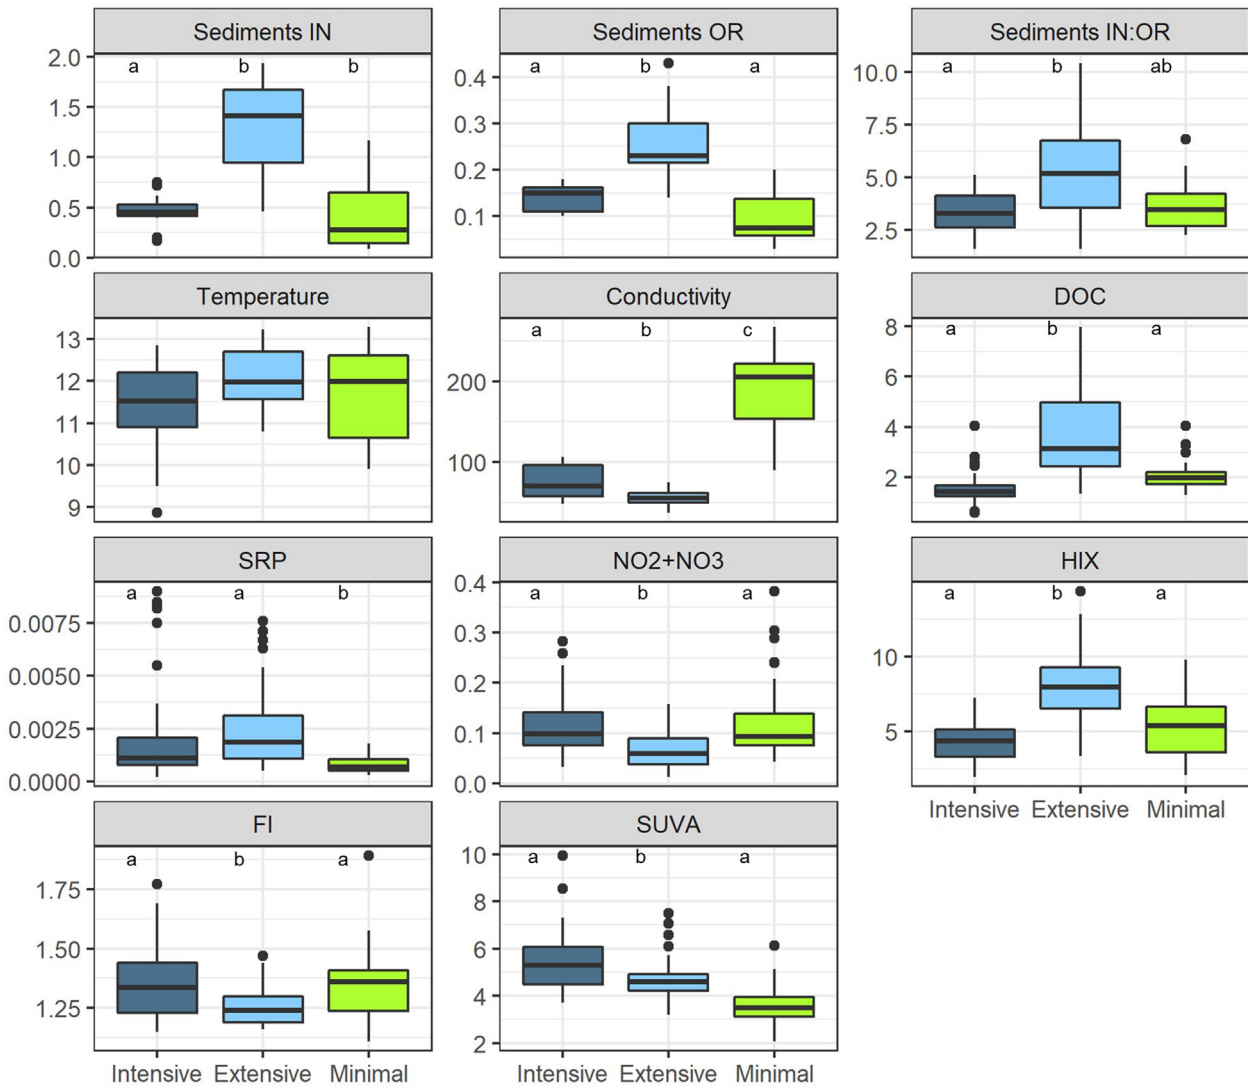 Sediments IN Sediments OR Sediments IN:OR
2.0 a b b 0.4 a b a 10.0 a b ab
1.5 0.3 7.5
1.0 0.2 5.0
0.5 0.1 2.5
0.0
Temperature Conductivity DOC
13 a b c 8 a b a
12 200 6
11 4
10 100 2
9
SRP NO2+NO3 HIX
a a b 0.4 a b a a b a
0.0075 0.3 10
0.0050 0.2
0.0025 0.1 5
0.0000 0.0
Intensive Extensive Minimal
FI SUVA
a b a 10 a b a
1.75 8
1.50 6
1.25 4
2
Intensive Extensive Minimal Intensive Extensive Minimal